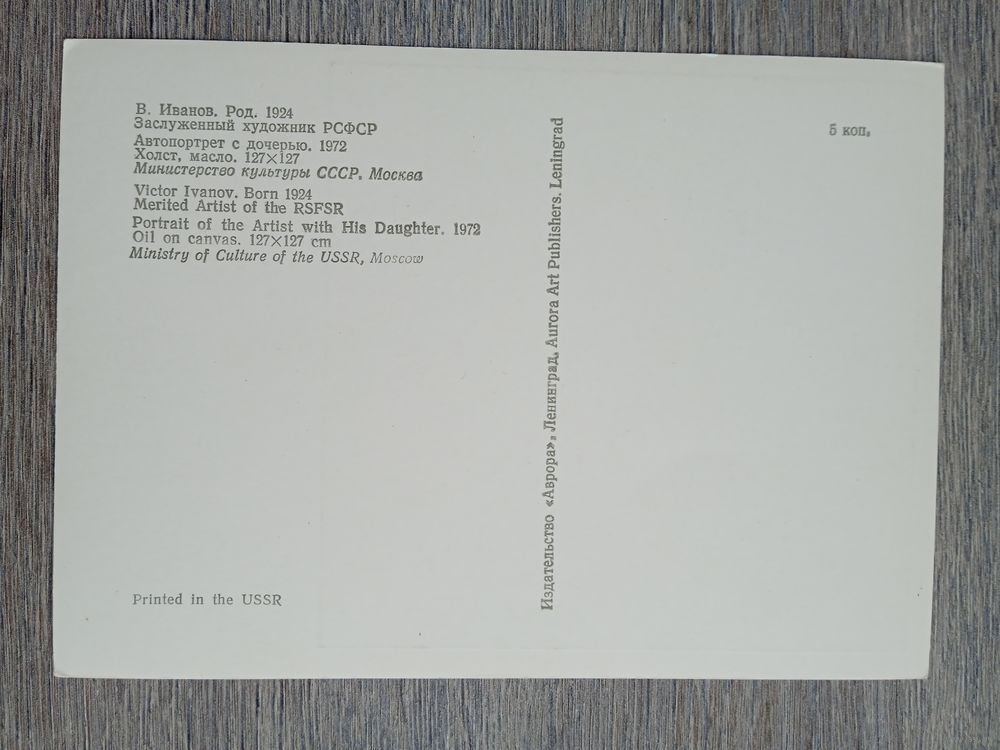 В. Иванов. Род. 1924
Заслуженный художник РСФСР
Автопортрет с дочерью. 1972
Холст, масло. 127×127
Министерство культуры СССР. Москва
Victor Ivanov. Born 1924
Merited Artist of the RSFSR
Portrait of the Artist with His Daughter. 1972
Oil on canvas. 127×127 cm
Ministry of Culture of the USSR, Moscow
Printed in the USSR
Издательство «Аврора», Ленинград. Aurora Art Publishers. Leningrad
5 коп.